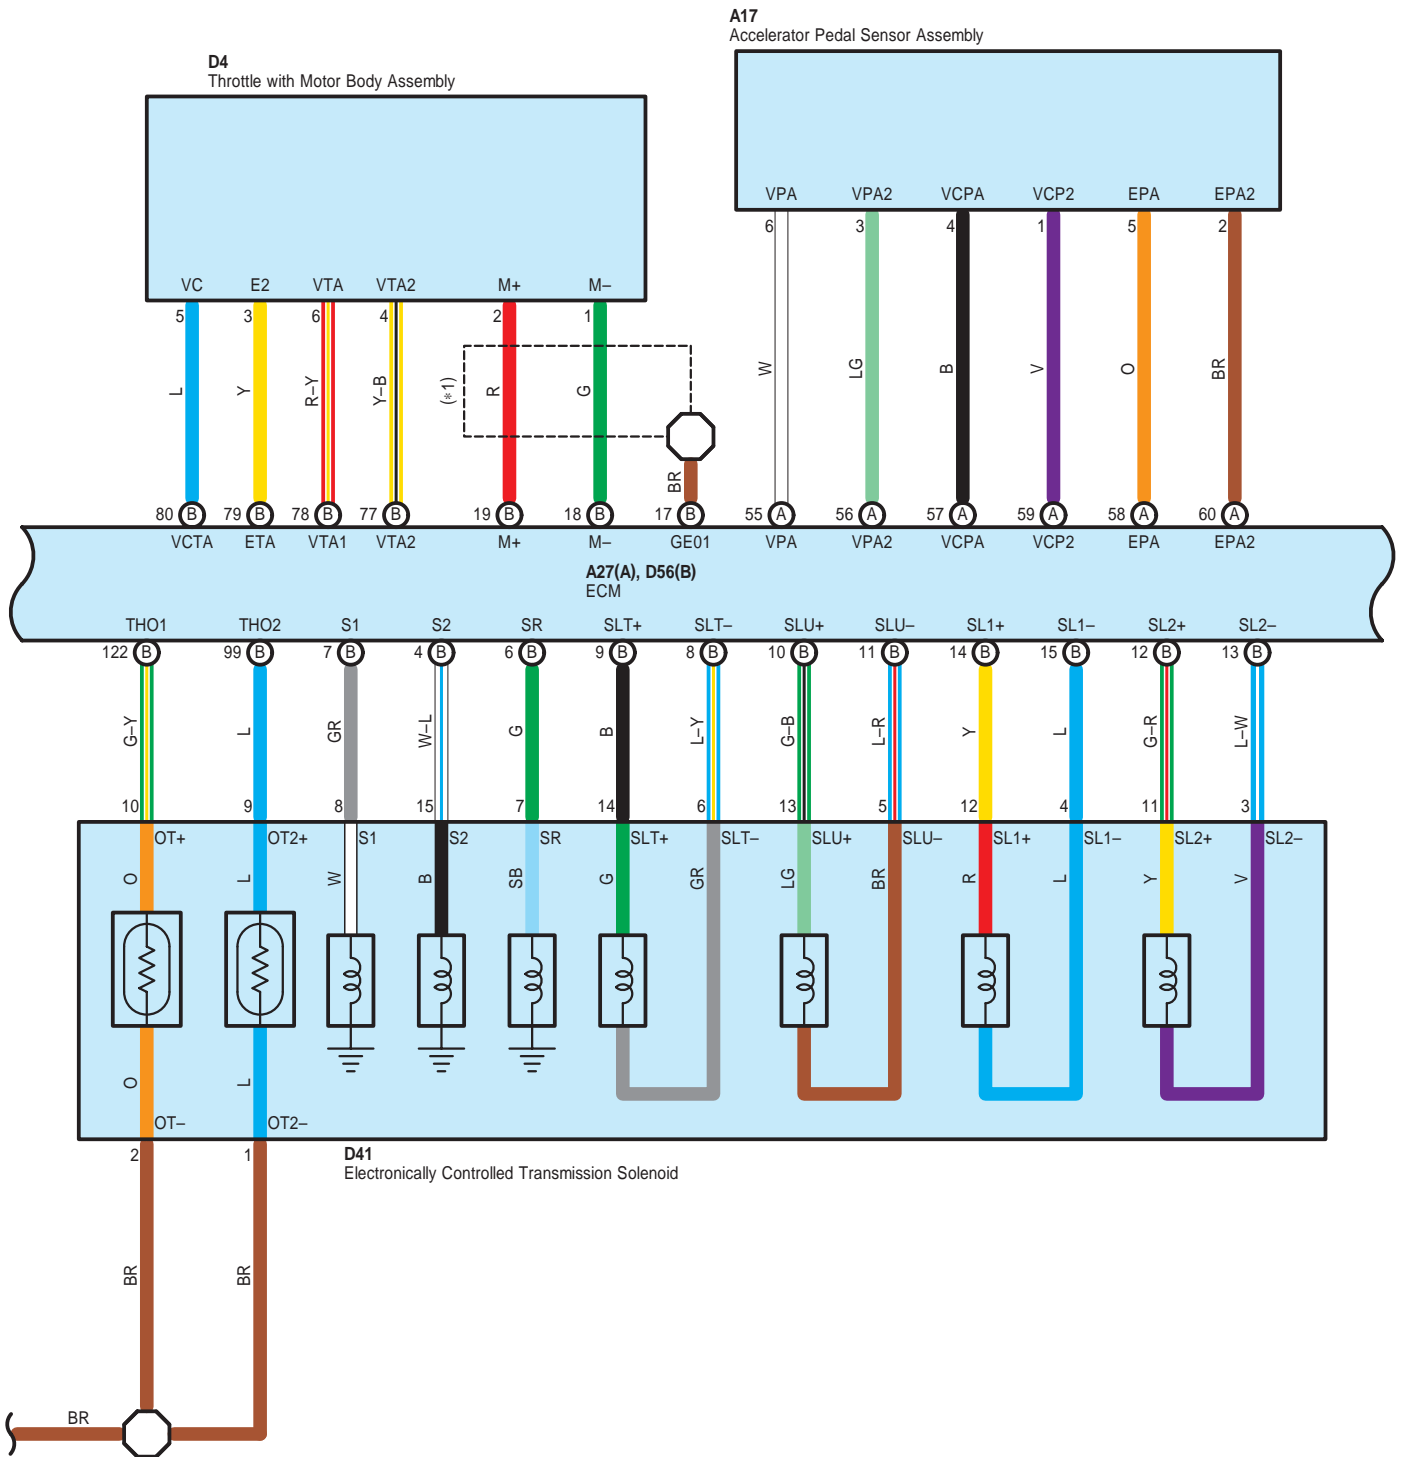 A17
Accelerator Pedal Sensor Assembly
D4
Throttle with Motor Body Assembly
VPA VPA2 VCPA VCP2 EPA EPA2
6 3 4 1 5 2
VC E2 VTA VTA2 M+ M–
5 3 6 4 2 1
L Y R–Y Y–B (*1) R G W LG B V O BR
BR
80 B 79 B 78 B 77 B 19 B 18 B 17 B 55 A 56 A 57 A 59 A 58 A 60 A
VCTA ETA VTA1 VTA2 M+ M– GE01 VPA VPA2 VCPA VCP2 EPA EPA2
A27(A), D56(B)
ECM
THO1 THO2 S1 S2 SR SLT+ SLT– SLU+ SLU– SL1+ SL1– SL2+ SL2–
122 B 99 B 7 B 4 B 6 B 9 B 8 B 10 B 11 B 14 B 15 B 12 B 13 B
G–Y L GR W–L G B L–Y G–B L–R Y L G–R L–W
10 9 8 15 7 14 6 13 5 12 4 11 3
OT+ OT2+ S1 S2 SR SLT+ SLT– SLU+ SLU– SL1+ SL1– SL2+ SL2–
O L W B SB G GR LG BR R L Y V
O L
OT– OT2–
2 1
D41
Electronically Controlled Transmission Solenoid
BR BR
BR